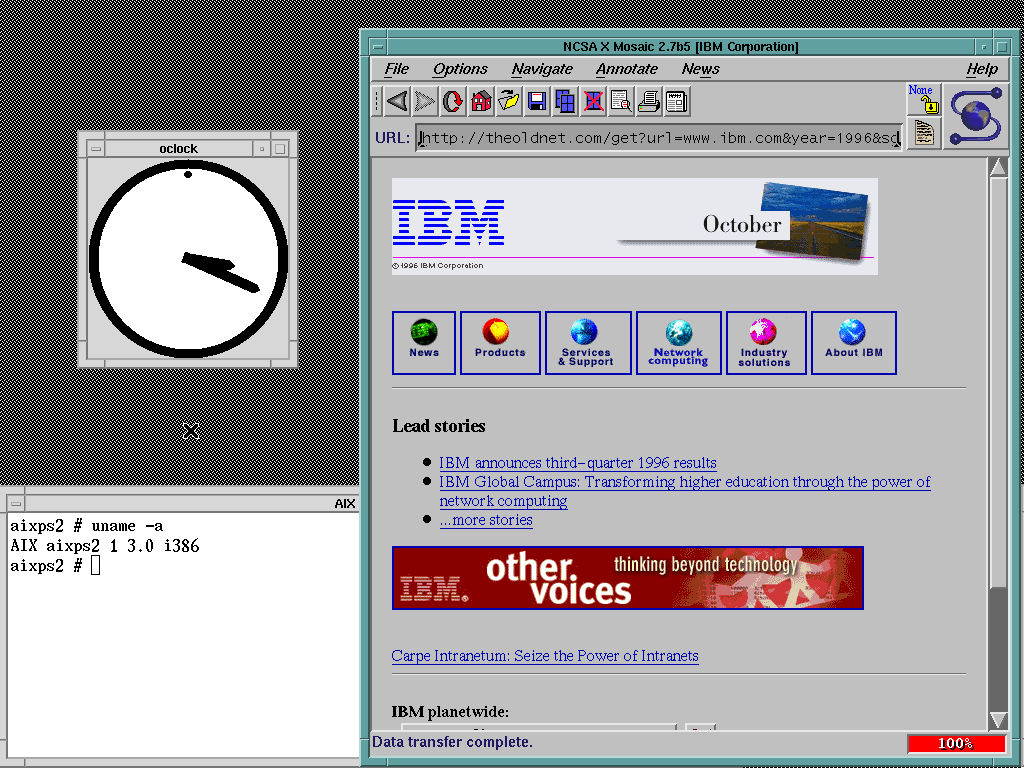 oclock
NCSA X Mosaic 2.7b5 [IBM Corporation]
File Options Navigate Annotate News Help
None
URL: http://theoldnet.com/get?url=www.ibm.com&year=1996&sc
IBM
October
© 1996 IBM Corporation
News
Products
Services
& Support
Network
computing
Industry
solutions
About IBM
Lead stories
IBM announces third-quarter 1996 results
IBM Global Campus: Transforming higher education through the power of
network computing
...more stories
IBM® other voices thinking beyond technology
Carpe Intranetum: Seize the Power of Intranets
IBM planetwide:
Data transfer complete.
100%
AIX
aixps2 # uname -a
AIX aixps2 1 3.0 i386
aixps2 #